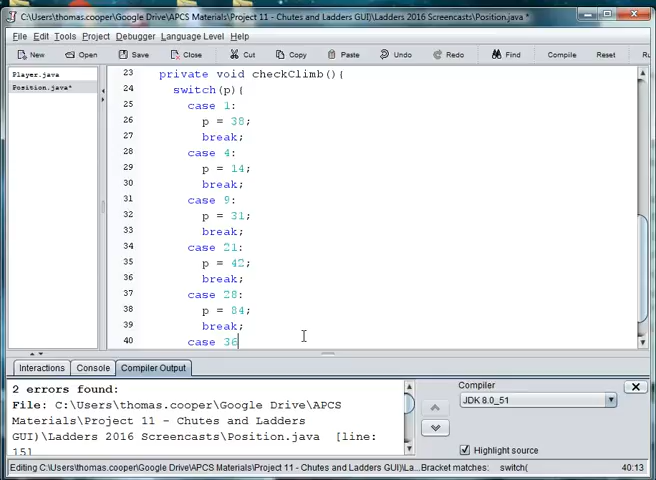 C:\Users\thomas.cooper\Google Drive\APCS Materials\Project 11 - Chutes and Ladders GUI)\Ladders 2016 Screencasts\Position.java *
File Edit Tools Project Debugger Language Level Help
New Open Save Close Cut Copy Paste Undo Redo Find Compile Reset Ru
Player.java
Position.java*
23 private void checkClimb(){
24 switch(p){
25 case 1:
26 p = 38;
27 break;
28 case 4:
29 p = 14;
30 break;
31 case 9:
32 p = 31;
33 break;
34 case 21:
35 p = 42;
36 break;
37 case 28:
38 p = 84;
39 break;
40 case 36
Interactions Console Compiler Output
2 errors found:
File: C:\Users\thomas.cooper\Google Drive\APCS
Materials\Project 11 - Chutes and Ladders
GUI)\Ladders 2016 Screencasts\Position.java [line:
15]
Compiler
JDK 8.0_51
Highlight source
Editing C:\Users\thomas.cooper\Google Drive\APCS Materials\Project 11 - Chutes and Ladders GUI)\La... Bracket matches: switch( 40:13